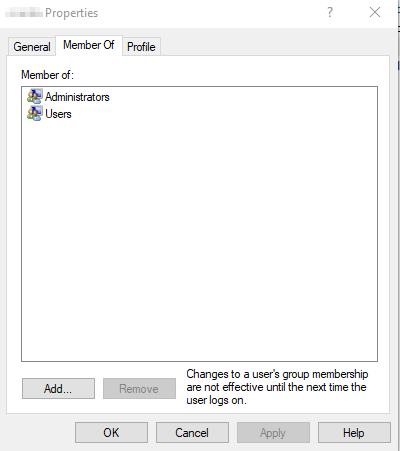 Properties
?
General
Member Of
Profile
Member of:
Administrators
Users
Add...
Remove
Changes to a user's group membership
are not effective until the next time the
user logs on.
OK
Cancel
Apply
Help